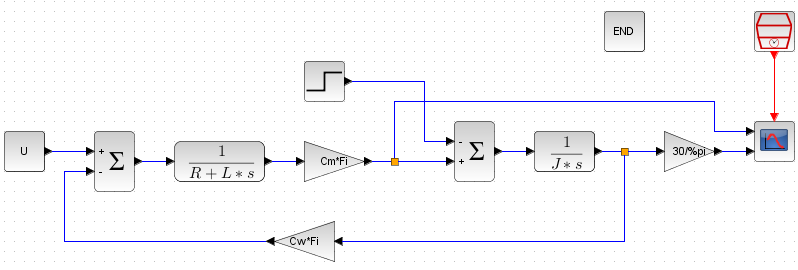 END
U
+
-
Σ
1
R + L * s
Cm*Fi
-
+
Σ
1
J * s
30/%pi
Cw*Fi